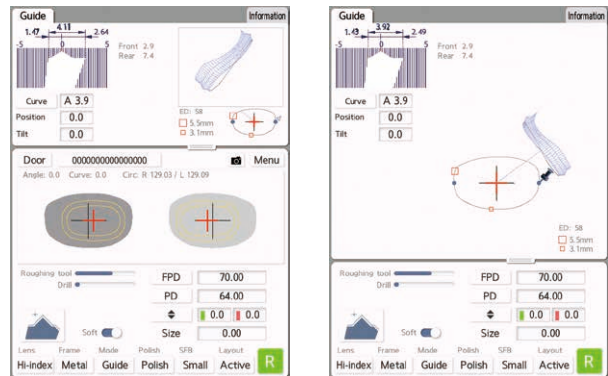 Guide
Information
1.47
4.11
2.64
-5
0
5
Front 2.9
Rear 7.4
Curve
A 3.9
Position
0.0
Tilt
0.0
ED: 58
5.5mm
3.1mm
Door
0000000000000000
Menu
Angle: 0.0 Curve: 0.0 Circ: R 129.03 / L 129.09
Roughing tool
Drill
FPD
70.00
PD
64.00
0.0
0.0
Soft
Size
0.00
Lens
Frame
Mode
Polish
SFB
Layout
Hi-index
Metal
Guide
Polish
Small
Active
R
Guide
Information
1.43
3.92
2.49
-5
0
5
Front 2.9
Rear 7.4
Curve
A 3.9
Position
0.0
Tilt
0.0
ED: 58
5.5mm
3.1mm
Roughing tool
Drill
FPD
70.00
PD
64.00
0.0
0.0
Soft
Size
0.00
Lens
Frame
Mode
Polish
SFB
Layout
Hi-index
Metal
Guide
Polish
Small
Active
R